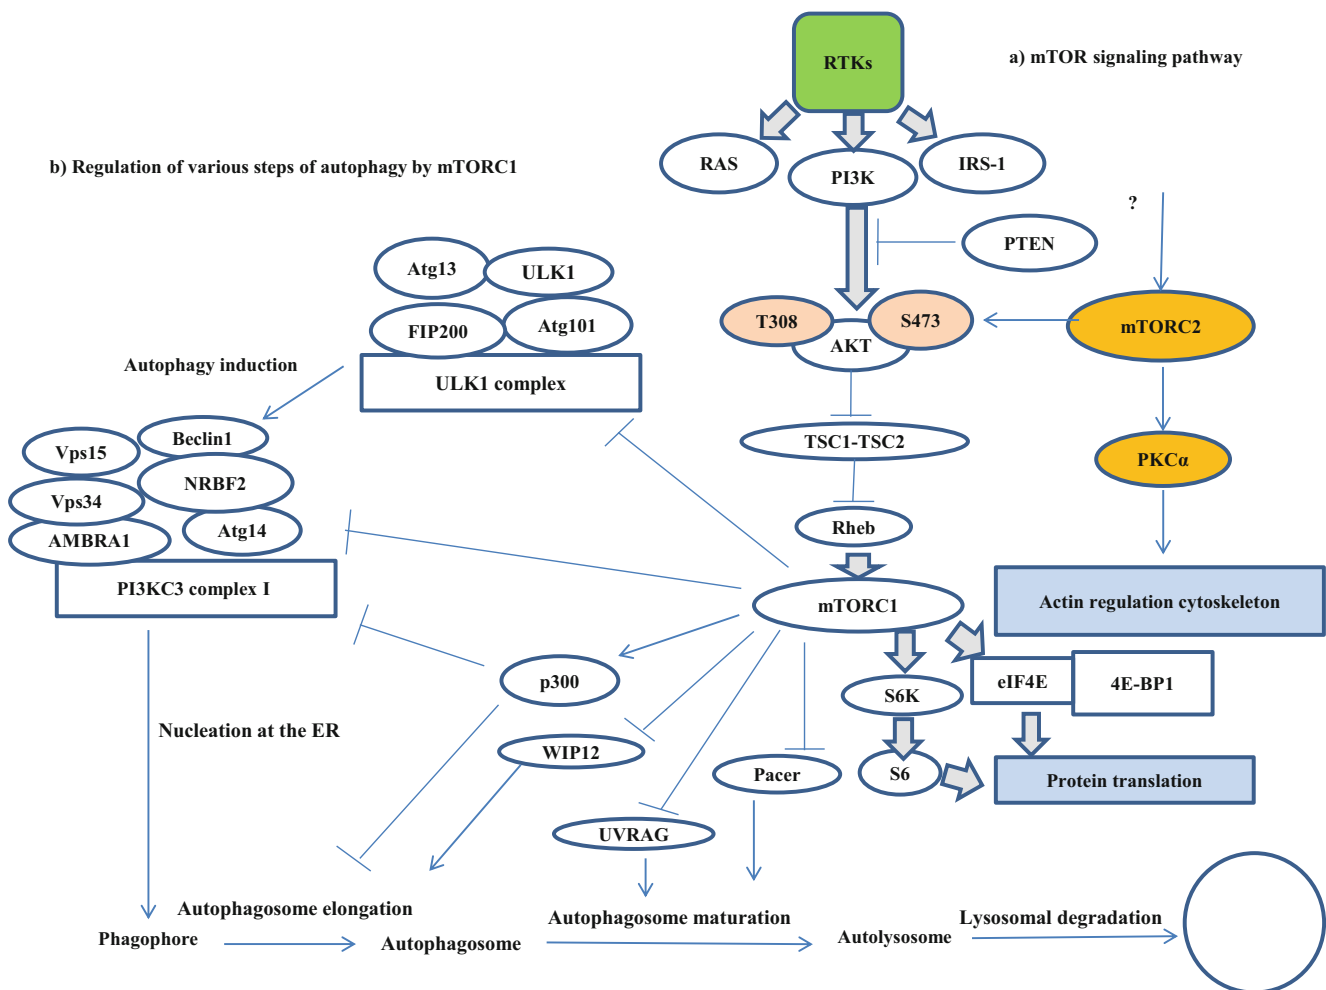 RTKs
a) mTOR signaling pathway
b) Regulation of various steps of autophagy by mTORC1
RAS
PI3K
IRS-1
?
PTEN
Atg13
ULK1
FIP200
Atg101
ULK1 complex
T308
S473
AKT
mTORC2
Autophagy induction
TSC1-TSC2
PKCα
Vps15
Beclin1
Vps34
NRBF2
AMBRA1
Atg14
PI3KC3 complex I
Rheb
mTORC1
Actin regulation cytoskeleton
p300
S6K
eIF4E
4E-BP1
Nucleation at the ER
WIP12
Pacer
S6
Protein translation
UVRAG
Autophagosome elongation
Autophagosome maturation
Lysosomal degradation
Phagophore
Autophagosome
Autolysosome